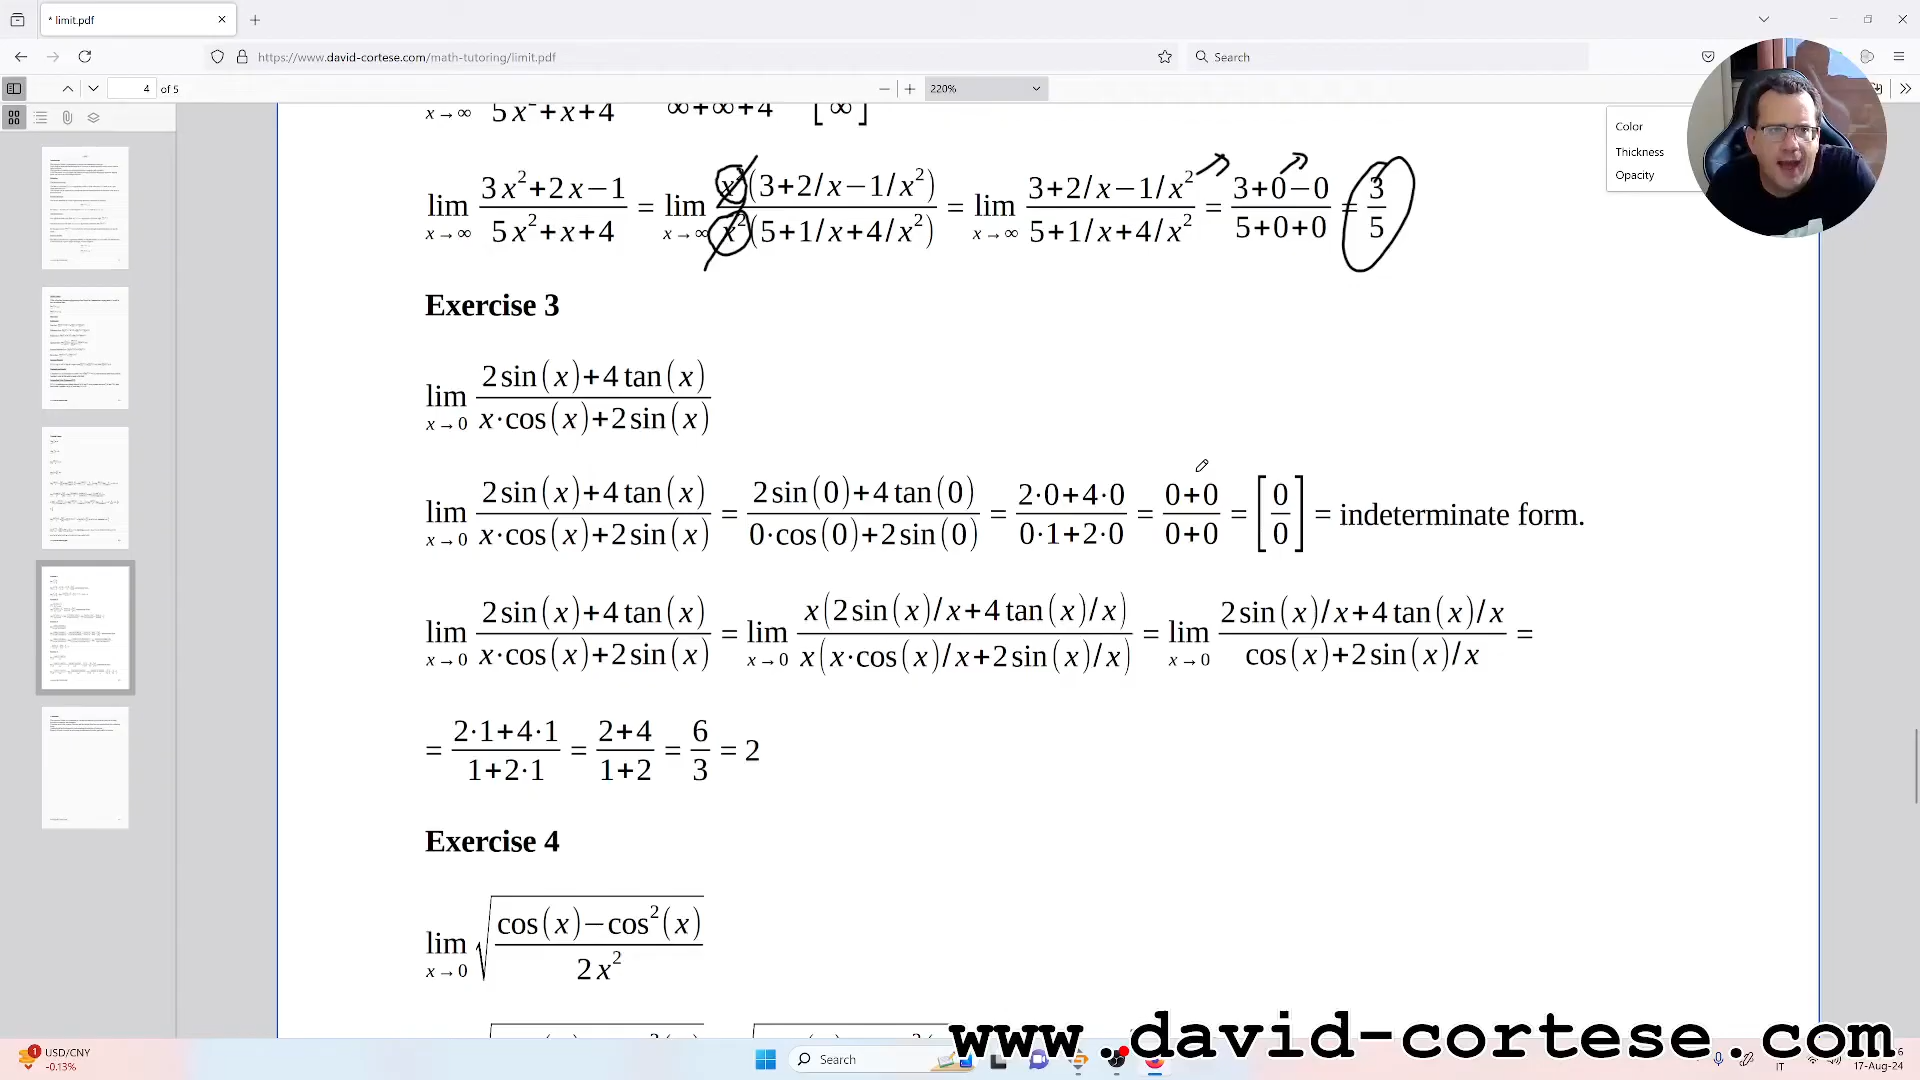 * limit.pdf
https://www.david-cortese.com/math-tutoring/limit.pdf
Search
4 of 5
220%
Color
Thickness
Opacity
x→∞ 5x²+x+4 ∞+∞+4 [∞]
lim x→∞ (3x²+2x−1)/(5x²+x+4) = lim x→∞ x²(3+2/x−1/x²)/x²(5+1/x+4/x²) = lim x→∞ (3+2/x−1/x²)/(5+1/x+4/x²) = (3+0−0)/(5+0+0) = 3/5
Exercise 3
lim x→0 (2sin(x)+4tan(x))/(x·cos(x)+2sin(x))
lim x→0 (2sin(x)+4tan(x))/(x·cos(x)+2sin(x)) = (2sin(0)+4tan(0))/(0·cos(0)+2sin(0)) = (2·0+4·0)/(0·1+2·0) = (0+0)/(0+0) = [0/0] = indeterminate form.
lim x→0 (2sin(x)+4tan(x))/(x·cos(x)+2sin(x)) = lim x→0 x(2sin(x)/x+4tan(x)/x)/x(x·cos(x)/x+2sin(x)/x) = lim x→0 (2sin(x)/x+4tan(x)/x)/(cos(x)+2sin(x)/x) =
= (2·1+4·1)/(1+2·1) = (2+4)/(1+2) = 6/3 = 2
Exercise 4
lim x→0 √((cos(x)−cos²(x))/(2x²))
www.david-cortese.com
1
USD/CNY
-0.13%
Search
IT
17-Aug-24